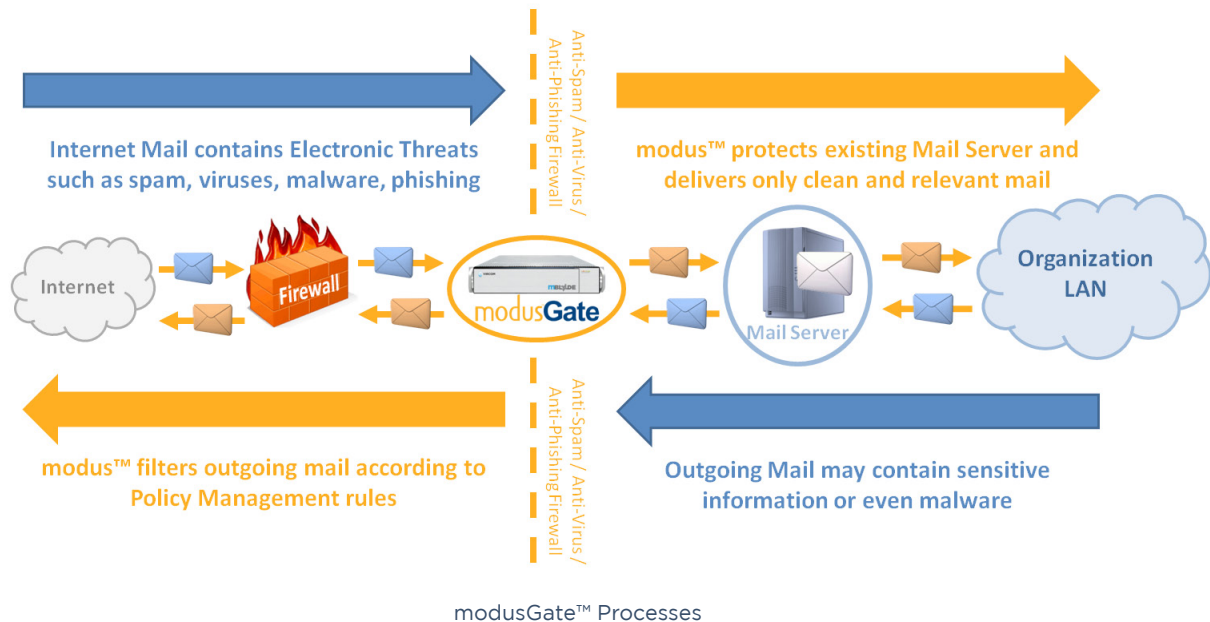 Anti-Spam / Anti-Virus /
Anti-Phishing Firewall
Internet Mail contains Electronic Threats
such as spam, viruses, malware, phishing
modus™ protects existing Mail Server and
delivers only clean and relevant mail
Internet
Firewall
modusGate
Mail Server
Organization
LAN
modus™ filters outgoing mail according to
Policy Management rules
Anti-Spam / Anti-Virus /
Anti-Phishing Firewall
Outgoing Mail may contain sensitive
information or even malware
modusGate™ Processes